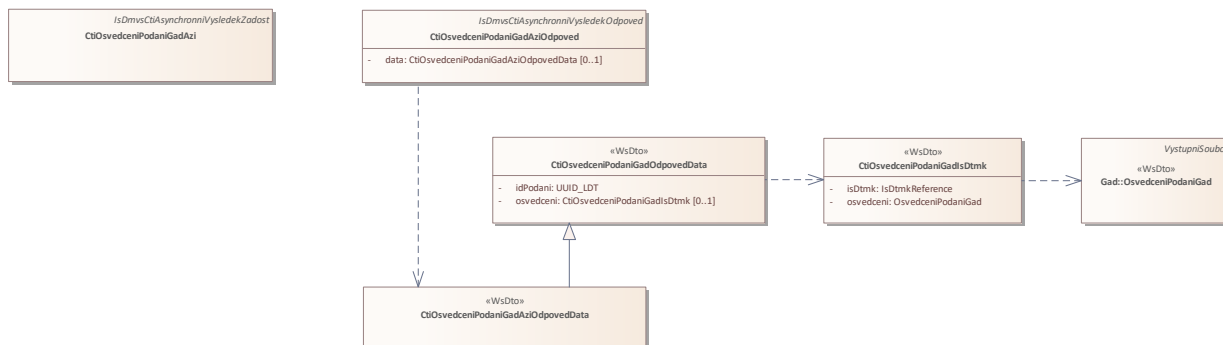 IsDmvsCtiAsynchronniVysledekZadost
CtiOsvedceniPodaniGadAzi
IsDmvsCtiAsynchronniVysledekOdpoved
CtiOsvedceniPodaniGadAziOdpoved
- data: CtiOsvedceniPodaniGadAziOdpovedData [0..1]
«WsDto»
CtiOsvedceniPodaniGadOdpovedData
- idPodani: UUID_LDT
- osvedceni: CtiOsvedceniPodaniGadIsDtmk [0..1]
«WsDto»
CtiOsvedceniPodaniGadIsDtmk
- isDtmk: IsDtmkReference
- osvedceni: OsvedceniPodaniGad
«WsDto»
Gad::OsvedceniPodaniGad
«WsDto»
CtiOsvedceniPodaniGadAziOdpovedData